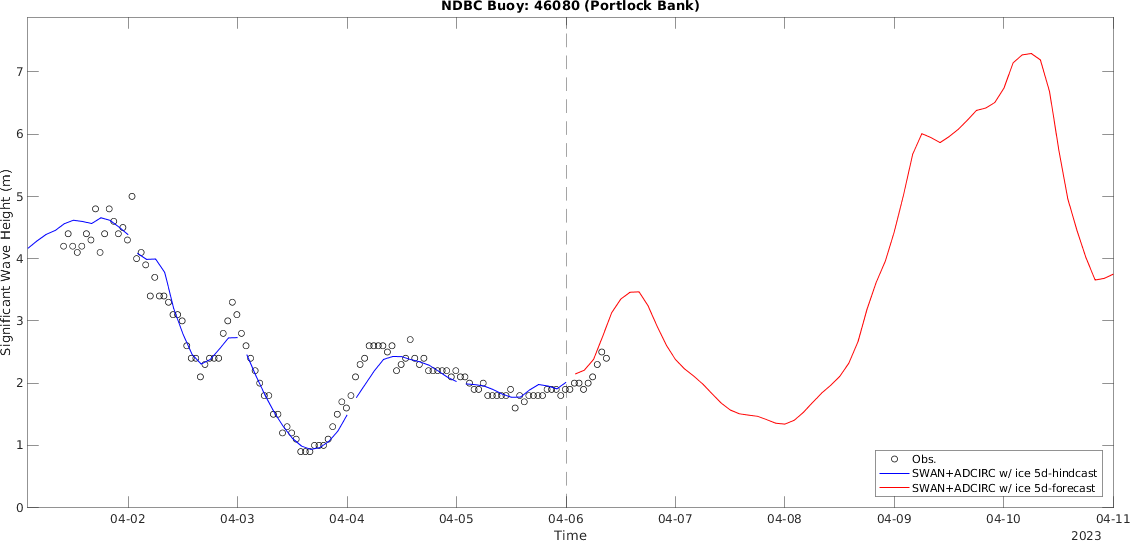 NDBC Buoy: 46080 (Portlock Bank)
Significant Wave Height (m)
7
6
5
4
3
2
1
0
04-02 04-03 04-04 04-05 04-06 04-07 04-08 04-09 04-10 04-11
Time
2023
Obs.
SWAN+ADCIRC w/ ice 5d-hindcast
SWAN+ADCIRC w/ ice 5d-forecast